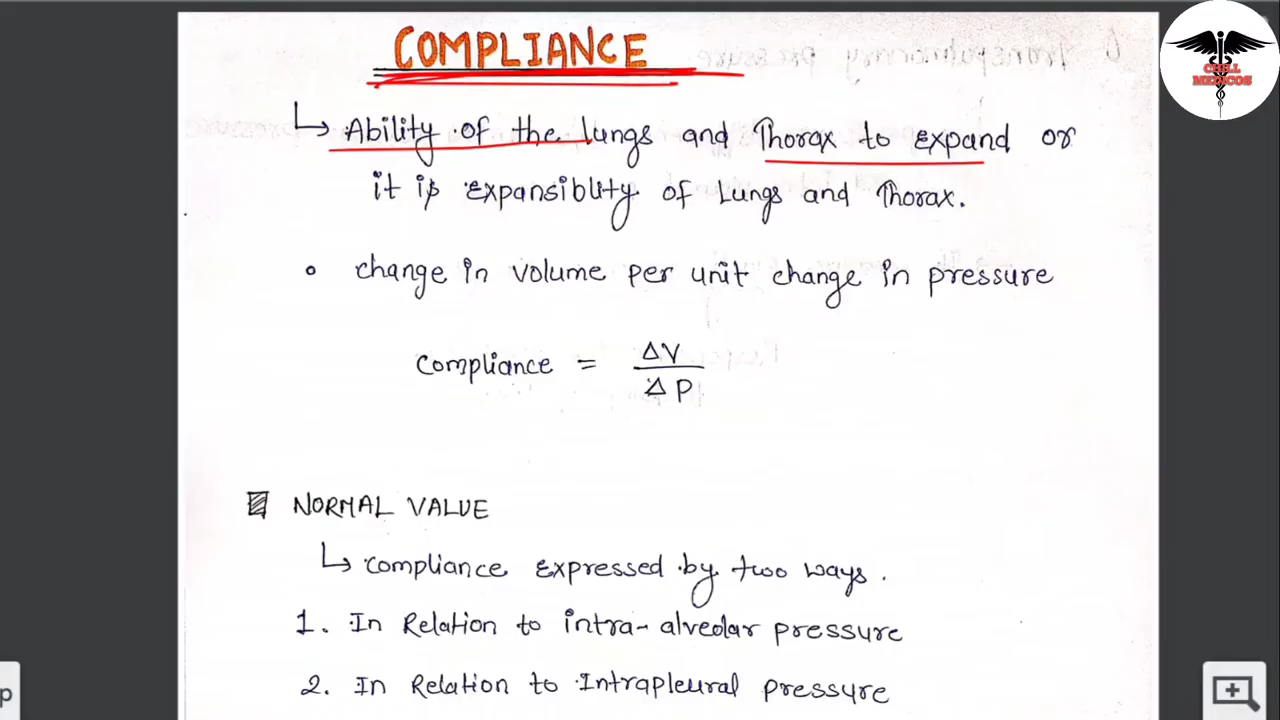 COMPLIANCE
CHILL
MEDICOS
↳ Ability of the lungs and Thorax to expand or
it is expansiblity of Lungs and Thorax.
• change in volume per unit change in pressure
Compliance = ΔV / ΔP
NORMAL VALUE
↳ compliance expressed by two ways.
1. In Relation to intra-alveolar pressure
2. In Relation to Intrapleural pressure
p